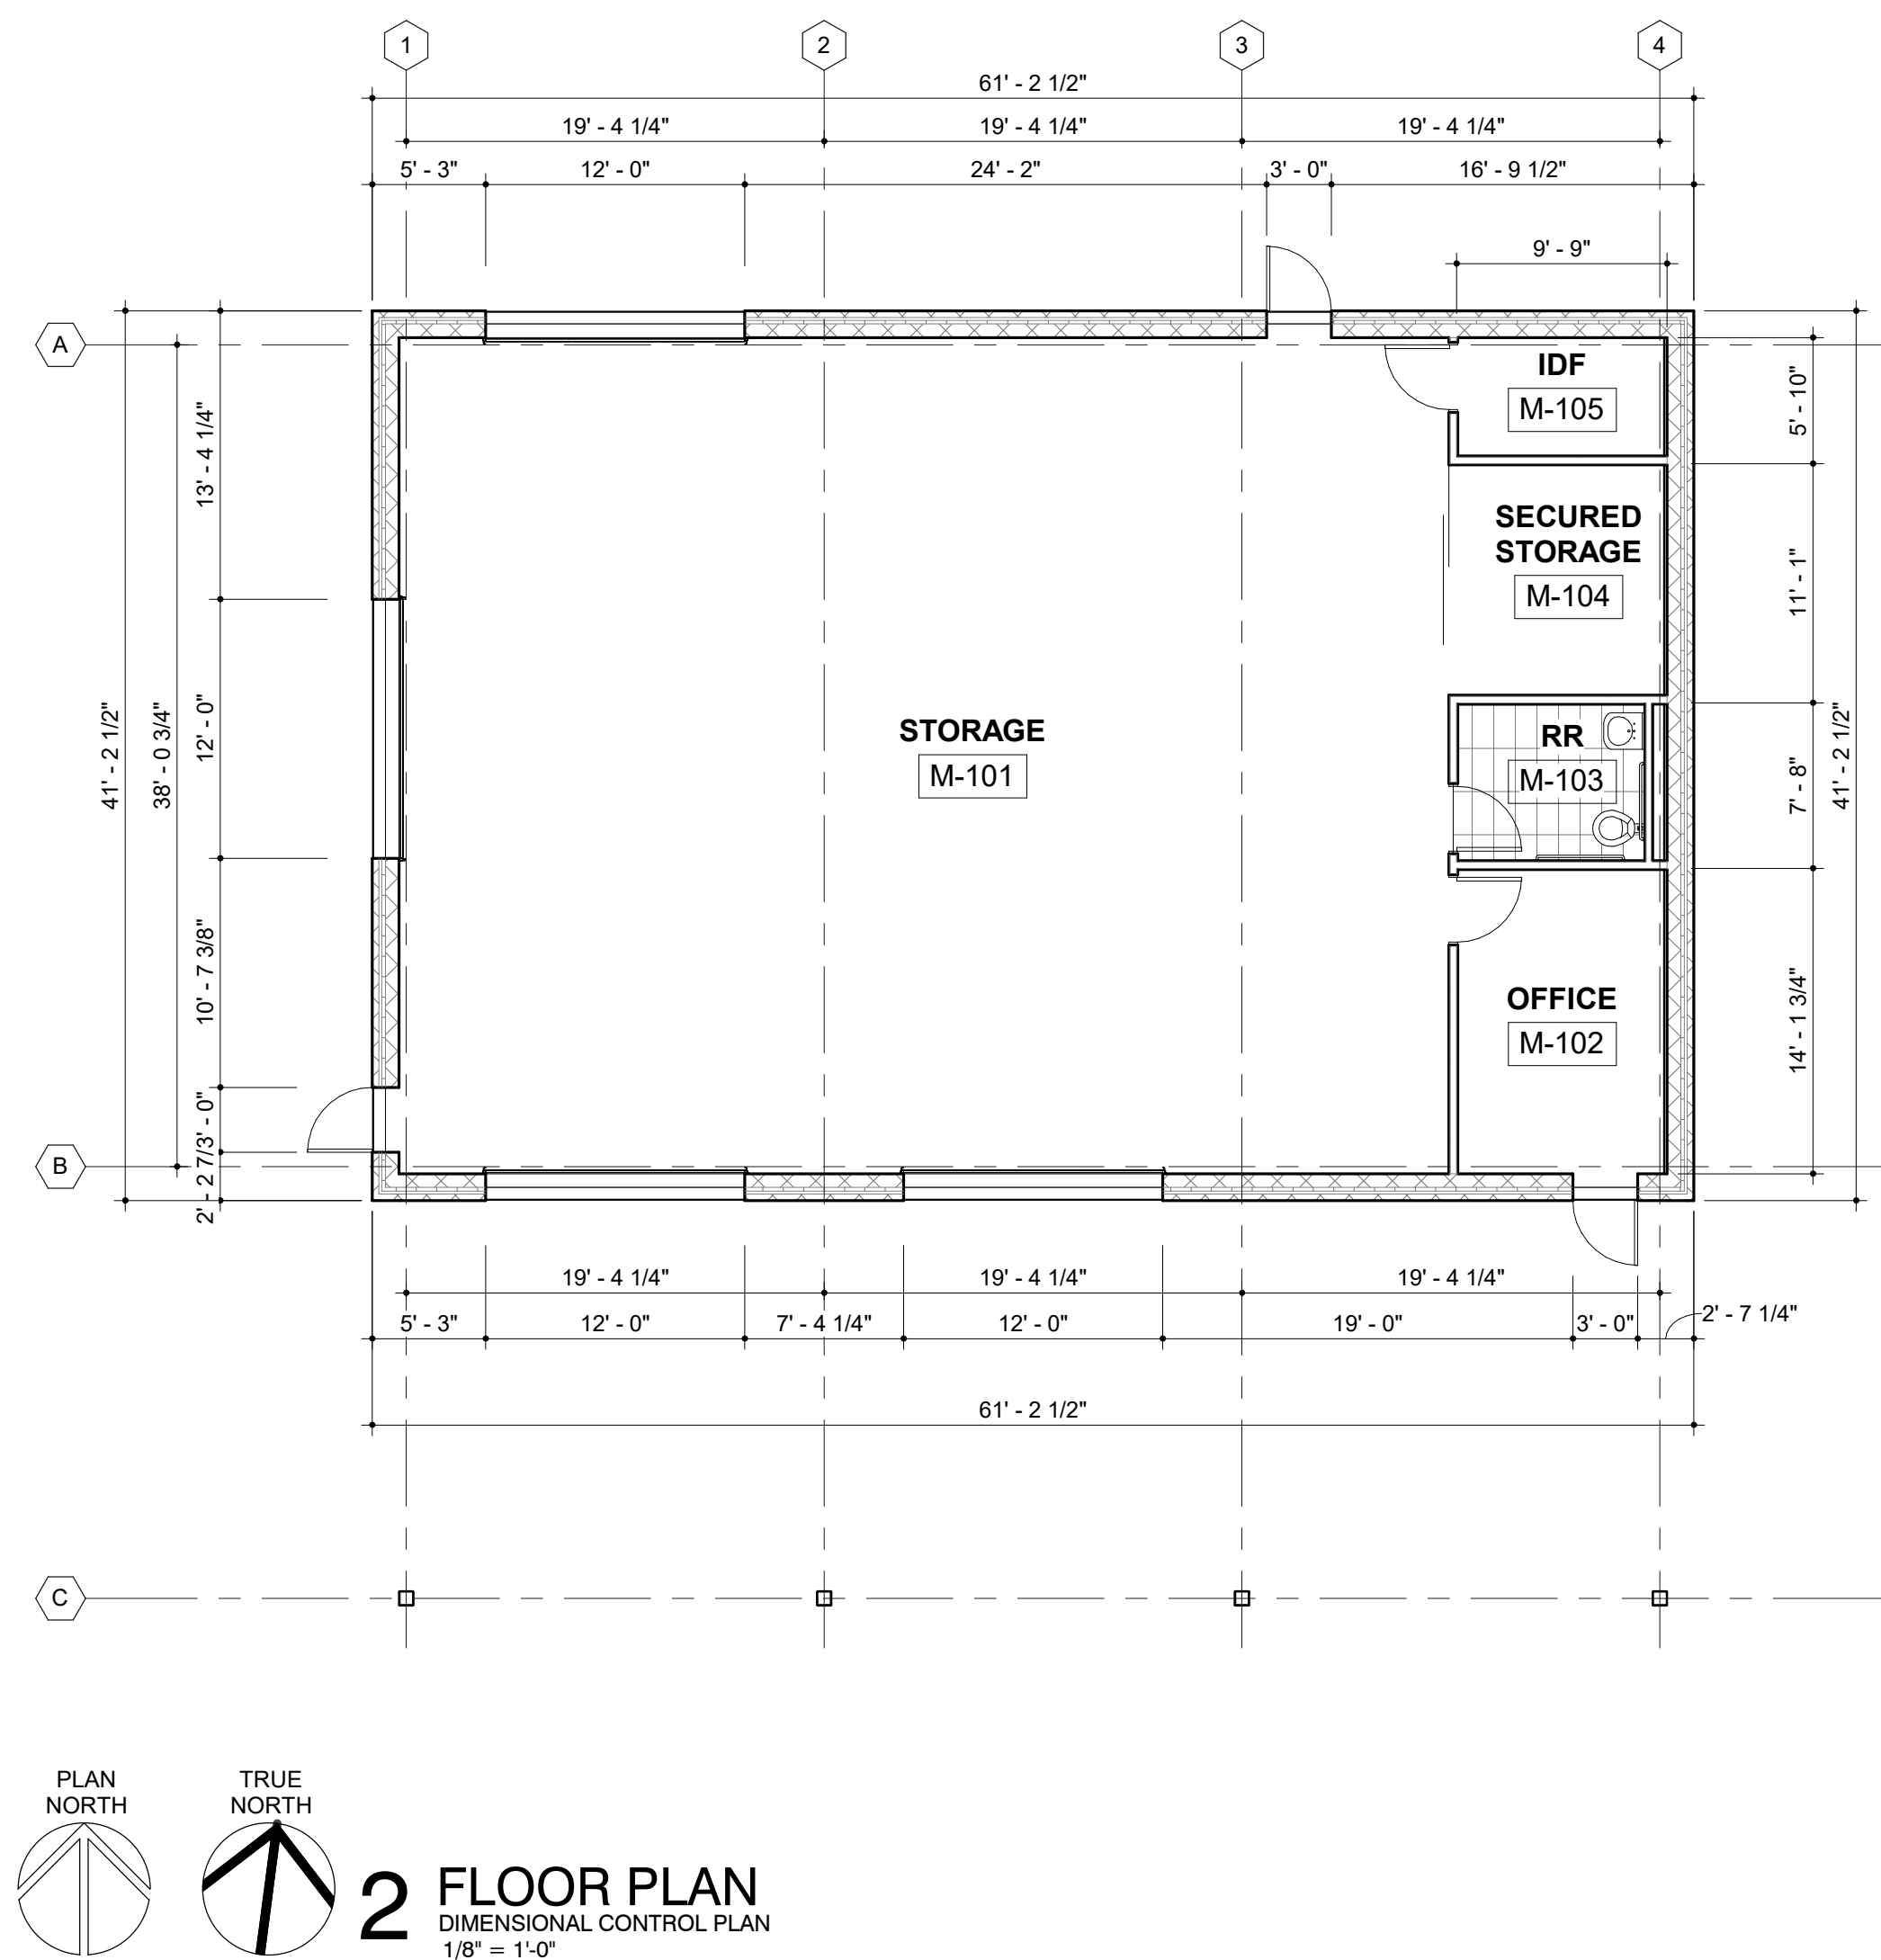 1
2
3
4
61' - 2 1/2"
19' - 4 1/4"
19' - 4 1/4"
19' - 4 1/4"
5' - 3"
12' - 0"
24' - 2"
3' - 0"
16' - 9 1/2"
9' - 9"
A
B
C
41' - 2 1/2"
38' - 0 3/4"
13' - 4 1/4"
12' - 0"
10' - 7 3/8"
3' - 0"
2' - 2 7/
IDF
M-105
SECURED
STORAGE
M-104
STORAGE
M-101
RR
M-103
OFFICE
M-102
5' - 10"
11' - 1"
7' - 8"
14' - 1 3/4"
41' - 2 1/2"
19' - 4 1/4"
19' - 4 1/4"
19' - 4 1/4"
5' - 3"
12' - 0"
7' - 4 1/4"
12' - 0"
19' - 0"
3' - 0"
2' - 7 1/4"
61' - 2 1/2"
PLAN
NORTH
TRUE
NORTH
2
FLOOR PLAN
DIMENSIONAL CONTROL PLAN
1/8" = 1'-0"